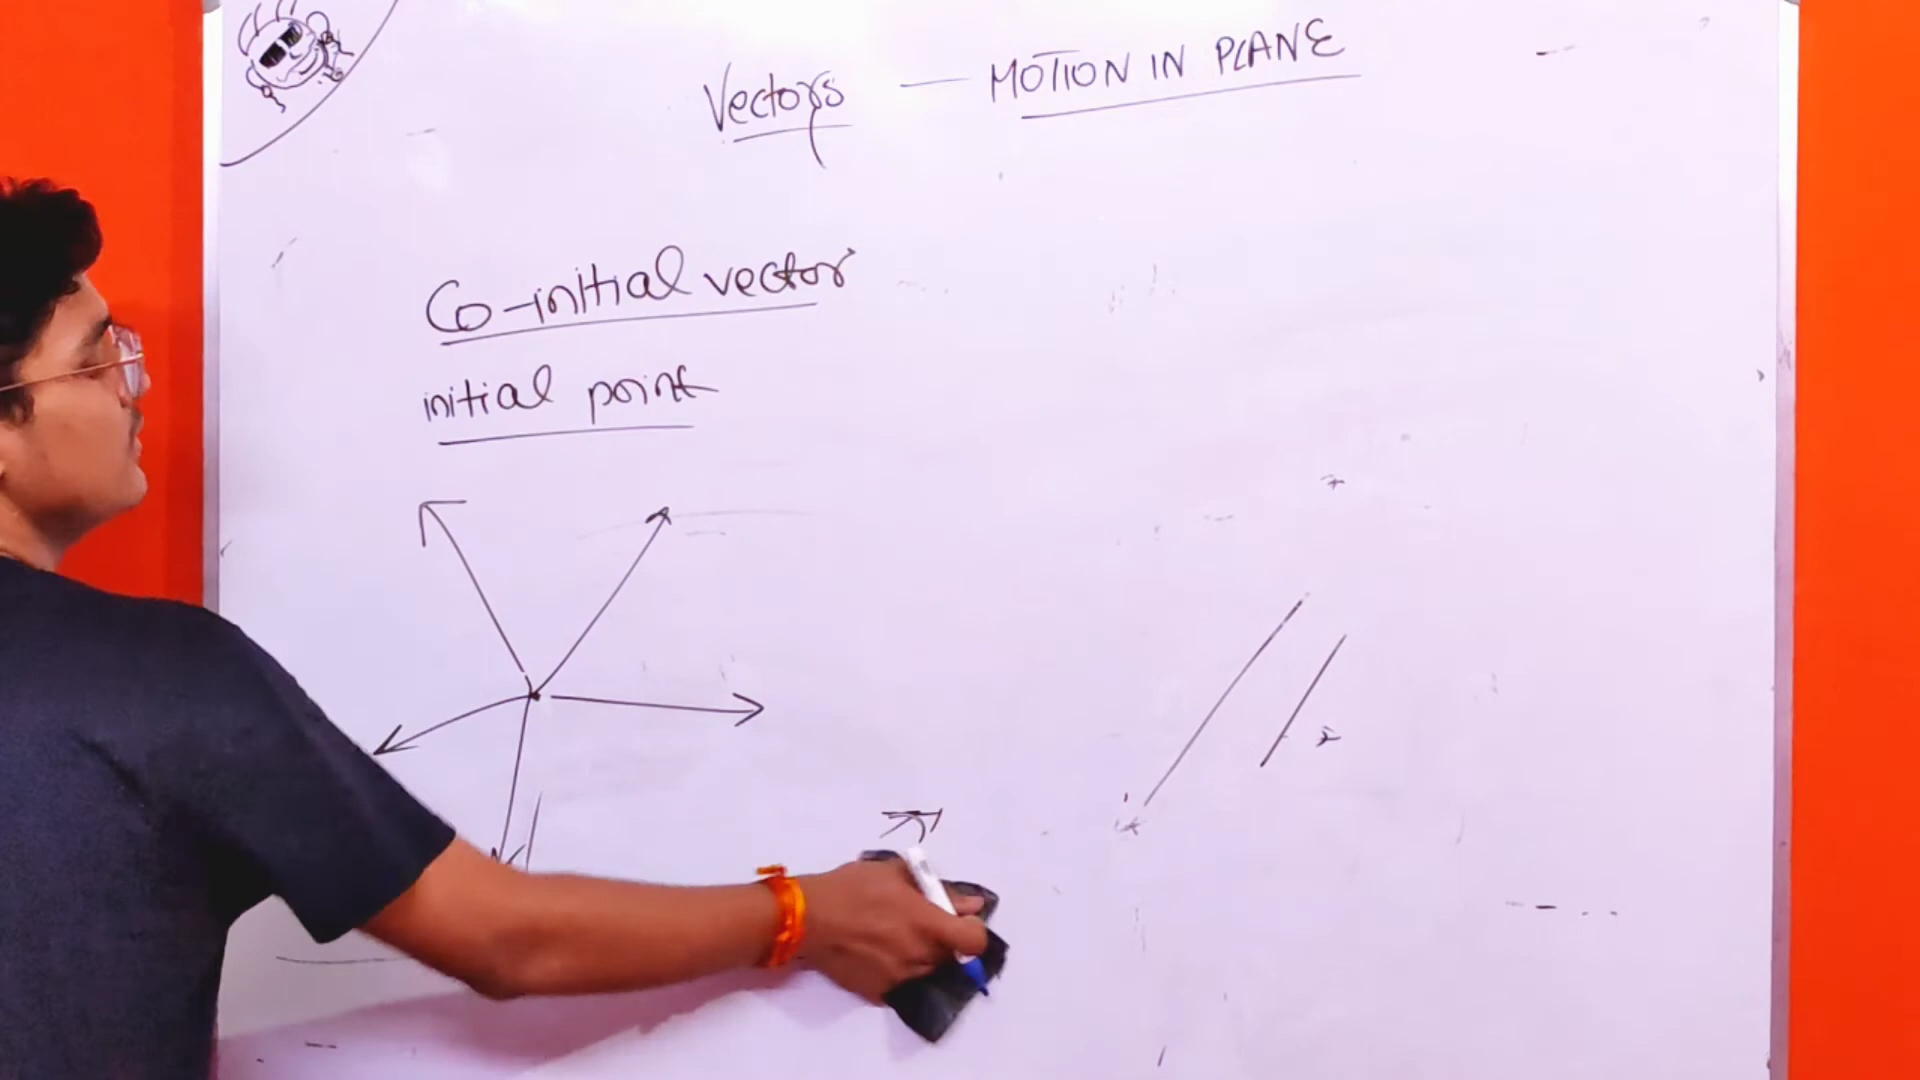 Vectors — MOTION IN PLANE
Co-initial vector
initial point